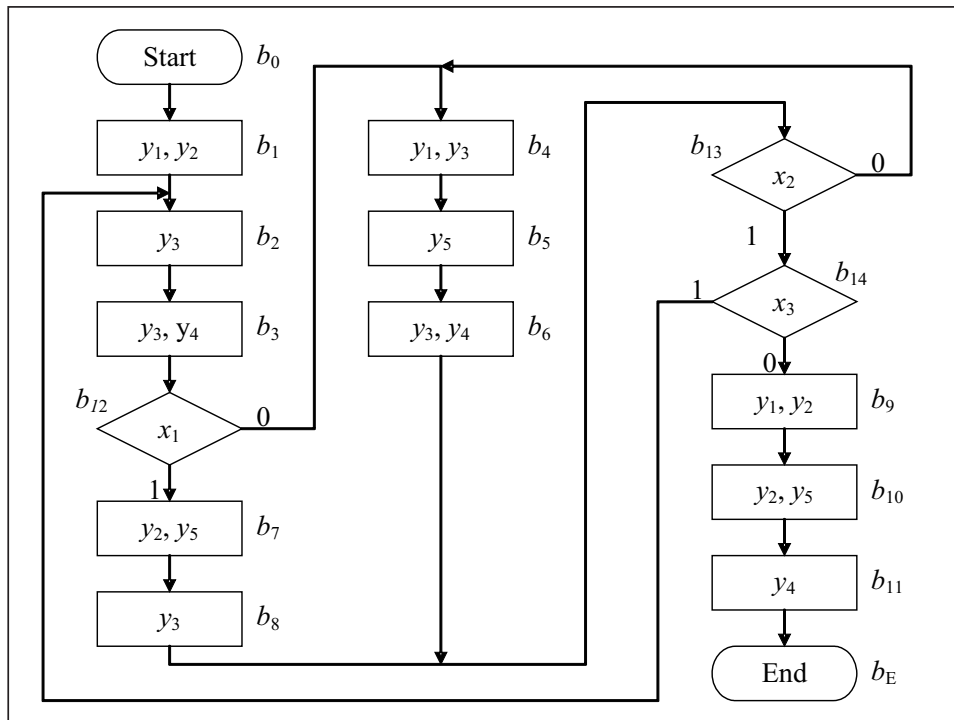 Start b₀
y₁, y₂ b₁
y₃ b₂
y₃, y₄ b₃
b₁₂
x₁ 0
1
y₂, y₅ b₇
y₃ b₈
y₁, y₃ b₄
y₅ b₅
y₃, y₄ b₆
b₁₃
x₂ 0
1
b₁₄
1 x₃
0
y₁, y₂ b₉
y₂, y₅ b₁₀
y₄ b₁₁
End b_E